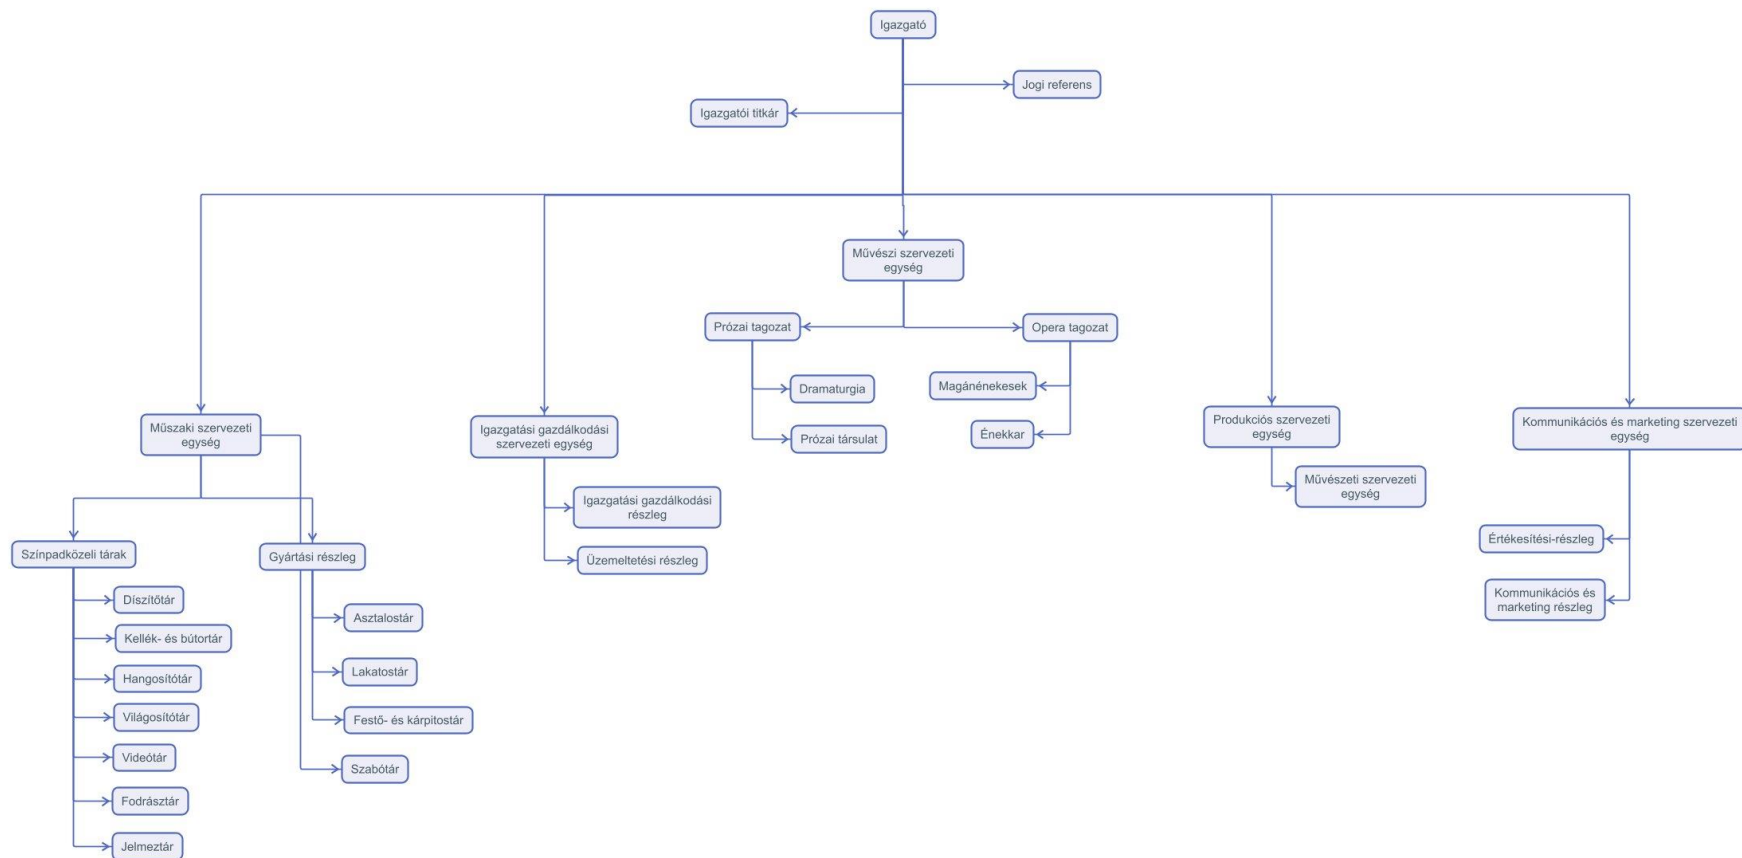 Igazgató
Jogi referens
Igazgatói titkár
Művészi szervezeti
egység
Prózai tagozat
Opera tagozat
Dramaturgia
Prózai társulat
Magánénekesek
Énekkar
Műszaki szervezeti
egység
Igazgatási gazdálkodási
szervezeti egység
Produkciós szervezeti
egység
Kommunikációs és marketing szervezeti
egység
Igazgatási gazdálkodási
részleg
Üzemeltetési részleg
Művészeti szervezeti
egység
Értékesítési-részleg
Kommunikációs és
marketing részleg
Színpadközeli tárak
Gyártási részleg
Díszítőtár
Kellék- és bútortár
Hangosítótár
Világosítótár
Videótár
Fodrásztár
Jelmeztár
Asztalostár
Lakatostár
Festő- és kárpitostár
Szabótár